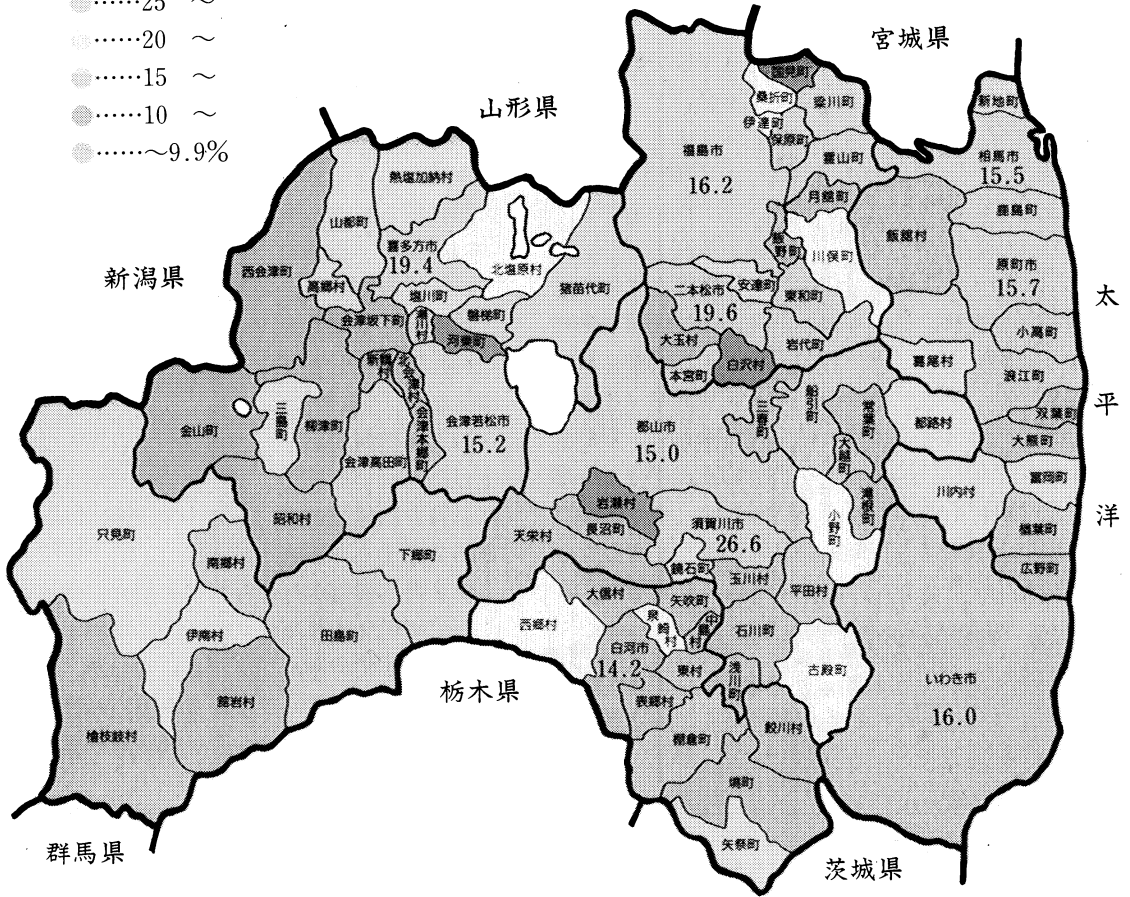 ……25　～
……20　～
……15　～
……10　～
……～9.9%
宮城県
山形県
新潟県
群馬県
栃木県
茨城県
太平洋
国見町
桑折町
梁川町
伊達町
保原町
霊山町
月舘町
飯野町
川俣町
福島市
16.2
新地町
相馬市
15.5
鹿島町
原町市
15.7
小高町
飯舘村
浪江町
葛尾村
双葉町
大熊町
富岡町
楢葉町
広野町
川内村
都路村
常葉町
船引町
大越町
滝根町
小野町
三春町
熱塩加納村
山都町
喜多方市
19.4
北塩原村
西会津町
高郷村
塩川町
磐梯町
猪苗代町
会津坂下町
湯川村
河東町
新鶴村
北会津村
会津本郷町
会津若松市
15.2
会津高田町
柳津町
三島町
金山町
昭和村
只見町
南郷村
伊南村
舘岩村
檜枝岐村
田島町
下郷町
二本松市
19.6
安達町
東和町
岩代町
大玉村
本宮町
白沢村
郡山市
15.0
岩瀬村
長沼町
天栄村
須賀川市
26.6
鏡石町
玉川村
平田村
大信村
矢吹町
泉崎村
中島村
石川町
西郷村
白河市
14.2
東村
浅川町
古殿町
表郷村
棚倉町
鮫川村
塙町
矢祭町
いわき市
16.0